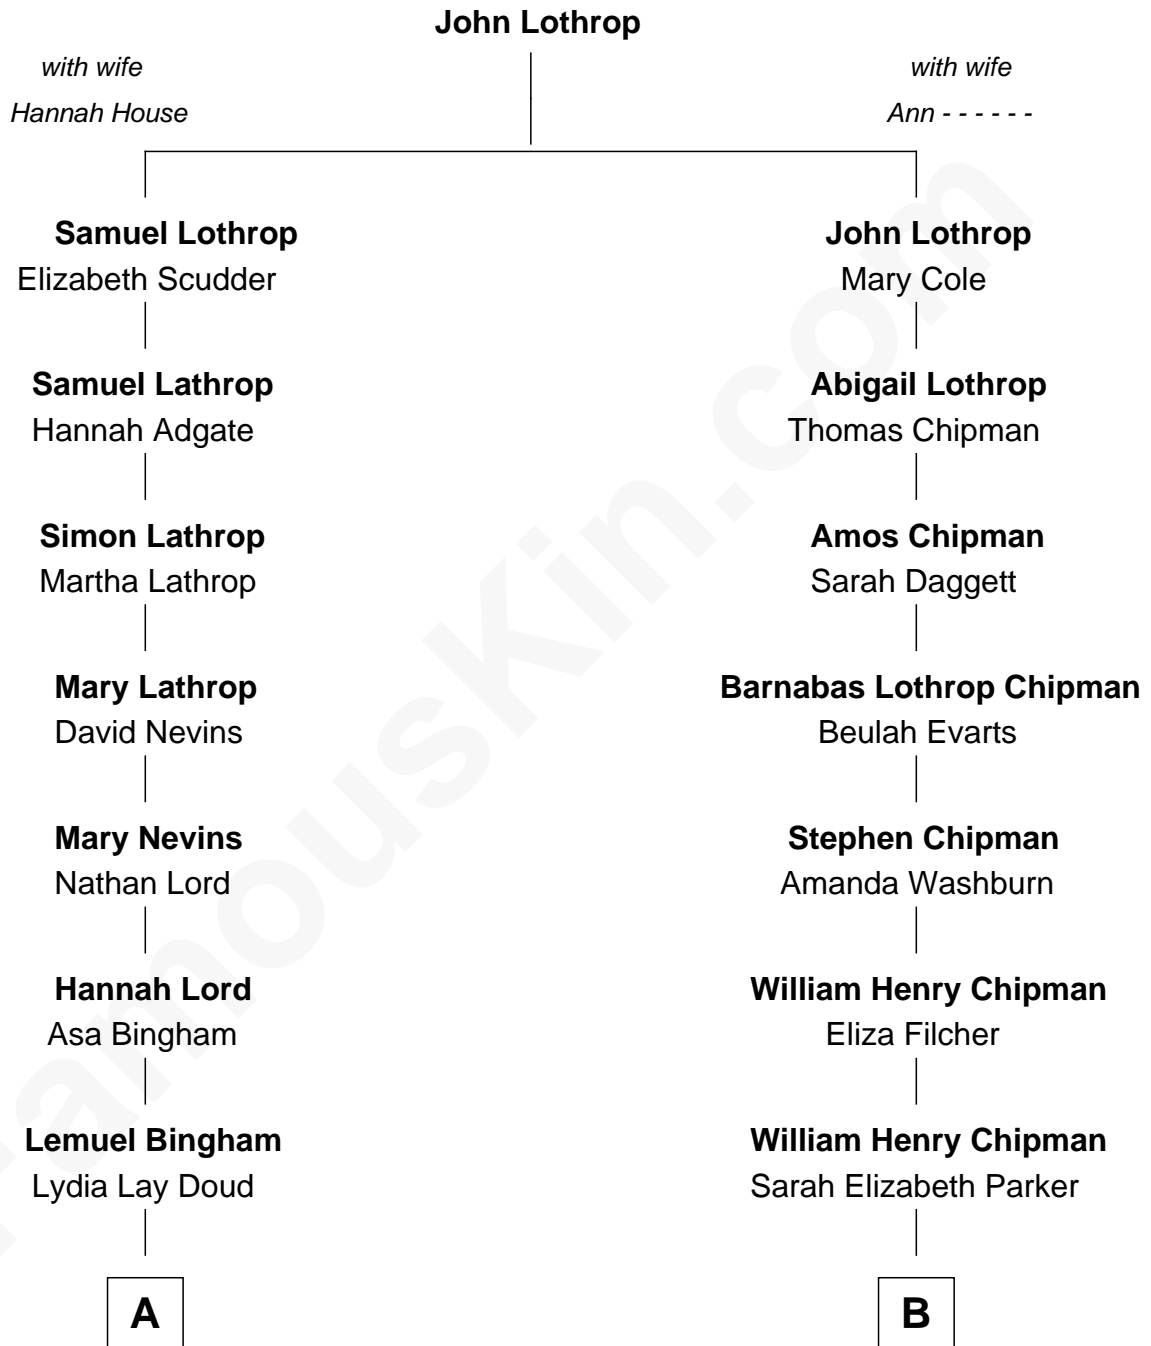 John Lothrop
with wife
Hannah House
with wife
Ann - - - - - -
Samuel Lothrop
Elizabeth Scudder
John Lothrop
Mary Cole
Samuel Lathrop
Hannah Adgate
Abigail Lothrop
Thomas Chipman
Simon Lathrop
Martha Lathrop
Amos Chipman
Sarah Daggett
Mary Lathrop
David Nevins
Barnabas Lothrop Chipman
Beulah Evarts
Mary Nevins
Nathan Lord
Stephen Chipman
Amanda Washburn
Hannah Lord
Asa Bingham
William Henry Chipman
Eliza Filcher
Lemuel Bingham
Lydia Lay Doud
William Henry Chipman
Sarah Elizabeth Parker
A
B
FamousKin.com